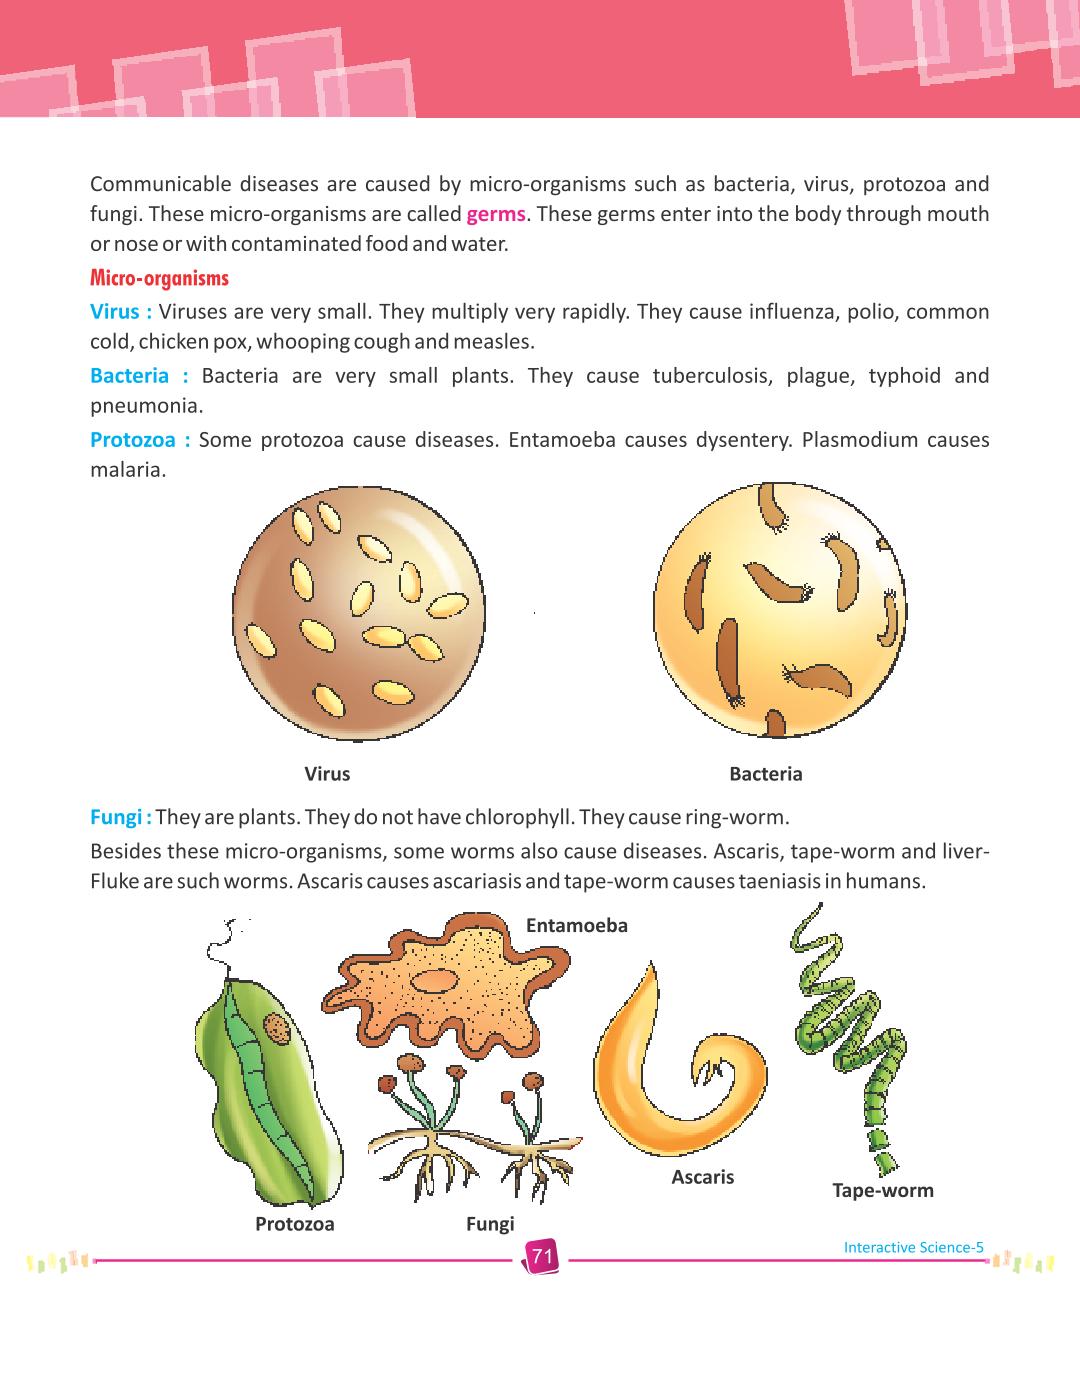 Communicable diseases are caused by micro-organisms such as bacteria, virus, protozoa and
fungi. These micro-organisms are called germs. These germs enter into the body through mouth
or nose or with contaminated food and water.
Micro-organisms
Virus : Viruses are very small. They multiply very rapidly. They cause influenza, polio, common
cold, chicken pox, whooping cough and measles.
Bacteria : Bacteria are very small plants. They cause tuberculosis, plague, typhoid and
pneumonia.
Protozoa : Some protozoa cause diseases. Entamoeba causes dysentery. Plasmodium causes
malaria.
Virus
Bacteria
Fungi : They are plants. They do not have chlorophyll. They cause ring-worm.
Besides these micro-organisms, some worms also cause diseases. Ascaris, tape-worm and liver-
Fluke are such worms. Ascaris causes ascariasis and tape-worm causes taeniasis in humans.
Entamoeba
Ascaris
Tape-worm
Protozoa
Fungi
71
Interactive Science-5